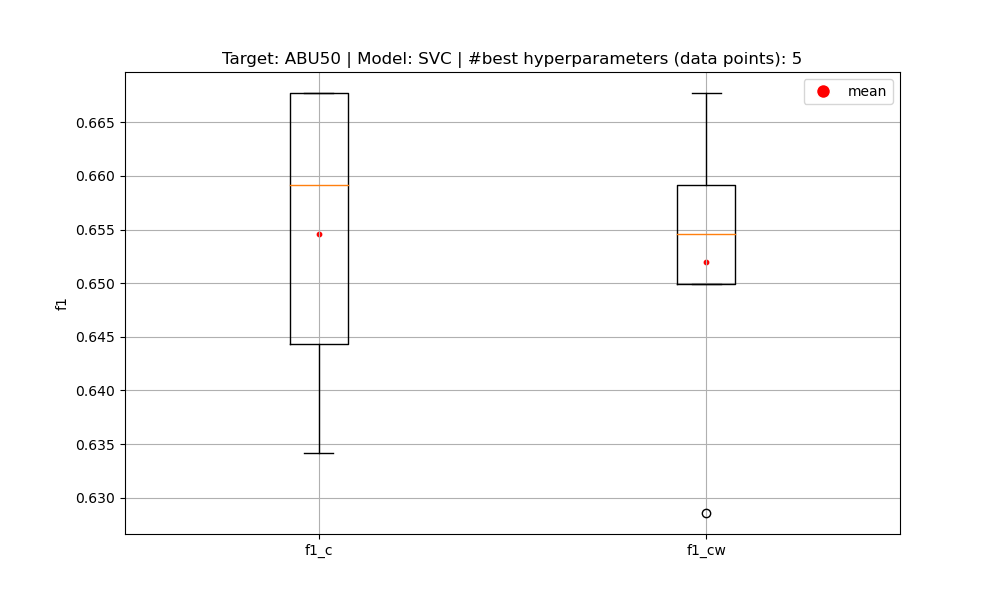 Target: ABU50 | Model: SVC | #best hyperparameters (data points): 5
mean
0.665
0.660
0.655
0.650
0.645
0.640
0.635
0.630
f1
f1_c
f1_cw